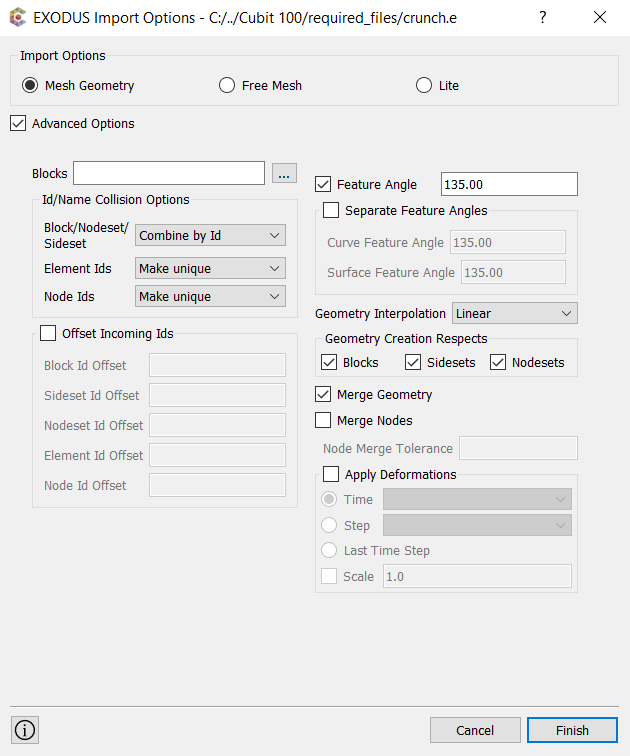 EXODUS Import Options - C:/../Cubit 100/required_files/crunch.e
?
Import Options
Mesh Geometry
Free Mesh
Lite
Advanced Options
Blocks
...
Id/Name Collision Options
Block/Nodeset/
Sideset
Combine by Id
Element Ids
Make unique
Node Ids
Make unique
Offset Incoming Ids
Block Id Offset
Sideset Id Offset
Nodeset Id Offset
Element Id Offset
Node Id Offset
Feature Angle
135.00
Separate Feature Angles
Curve Feature Angle
135.00
Surface Feature Angle
135.00
Geometry Interpolation
Linear
Geometry Creation Respects
Blocks
Sidesets
Nodesets
Merge Geometry
Merge Nodes
Node Merge Tolerance
Apply Deformations
Time
Step
Last Time Step
Scale
1.0
Cancel
Finish